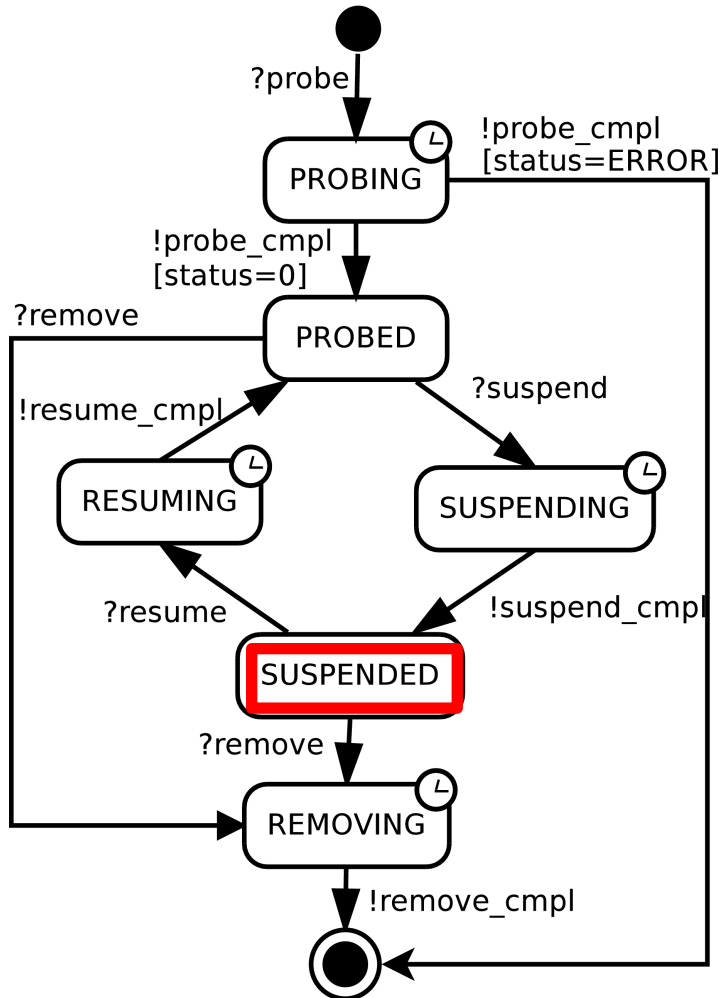 ?probe
!probe_cmpl
[status=ERROR]
PROBING
!probe_cmpl
[status=0]
?remove
PROBED
?suspend
!resume_cmpl
RESUMING
SUSPENDING
?resume
!suspend_cmpl
SUSPENDED
?remove
REMOVING
!remove_cmpl